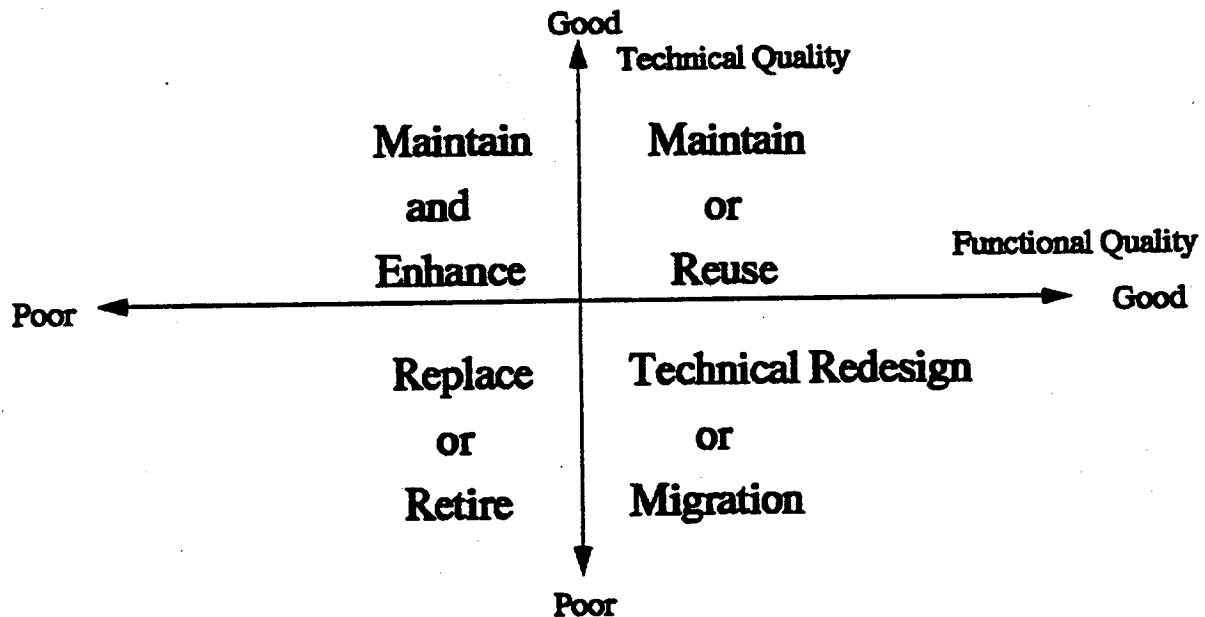 Good
Technical Quality
Maintain
and
Enhance
Maintain
or
Reuse
Functional Quality
Poor
Good
Replace
or
Retire
Technical Redesign
or
Migration
Poor